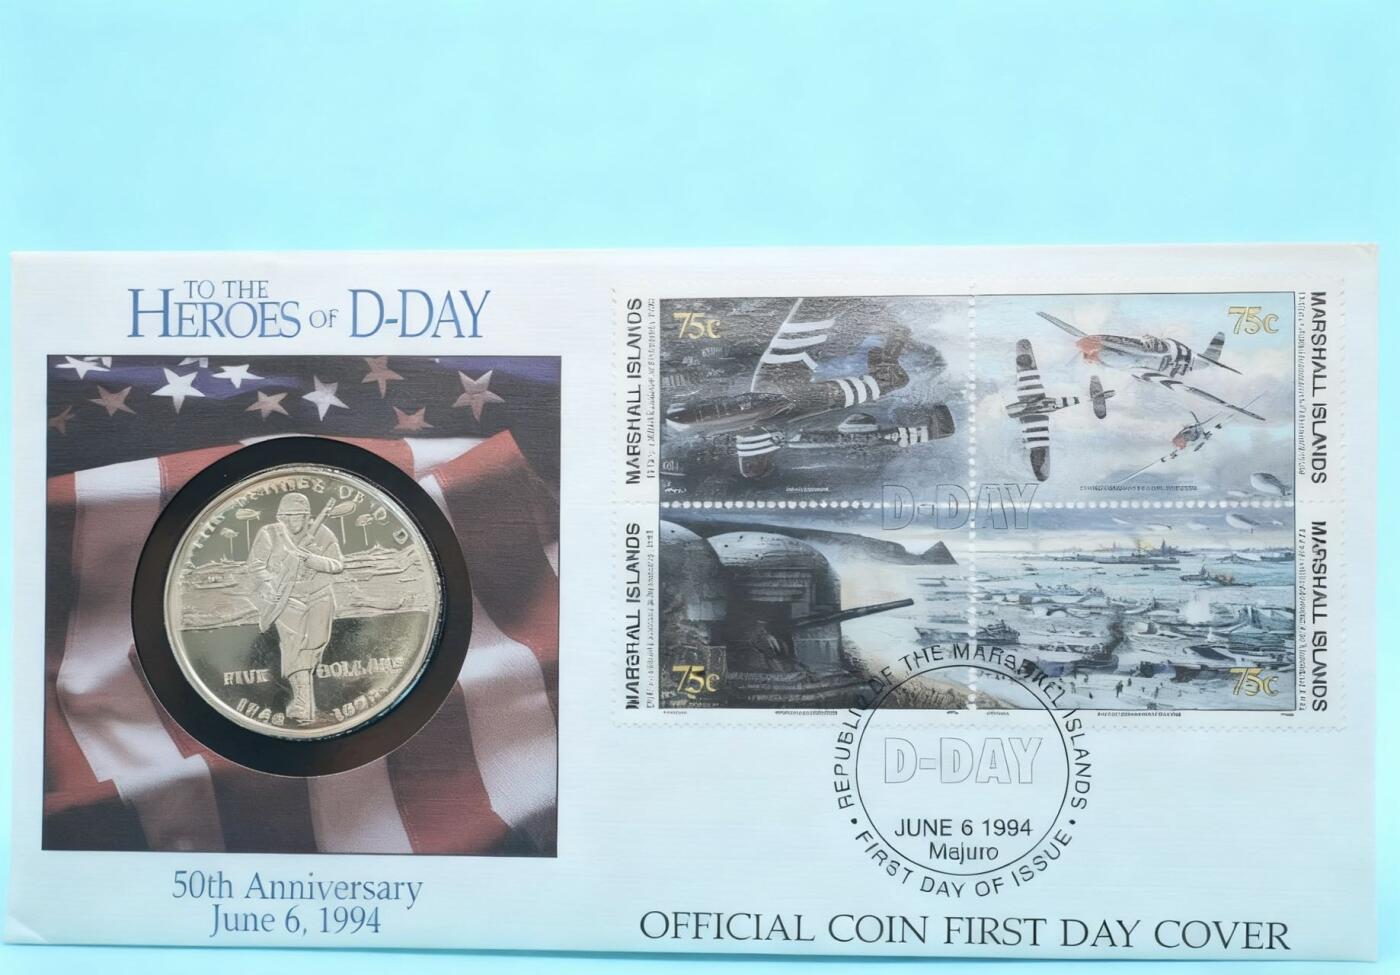 TO THE
HEROES OF D-DAY
FIVE DOLLARS
50th Anniversary
June 6, 1994
MARSHALL ISLANDS
75c
75c
MARSHALL ISLANDS
D-DAY
MARSHALL ISLANDS
75c
75c
MARSHALL ISLANDS
REPUBLIC OF THE MARSHALL ISLANDS
D-DAY
JUNE 6 1994
Majuro
• FIRST DAY OF ISSUE •
OFFICIAL COIN FIRST DAY COVER